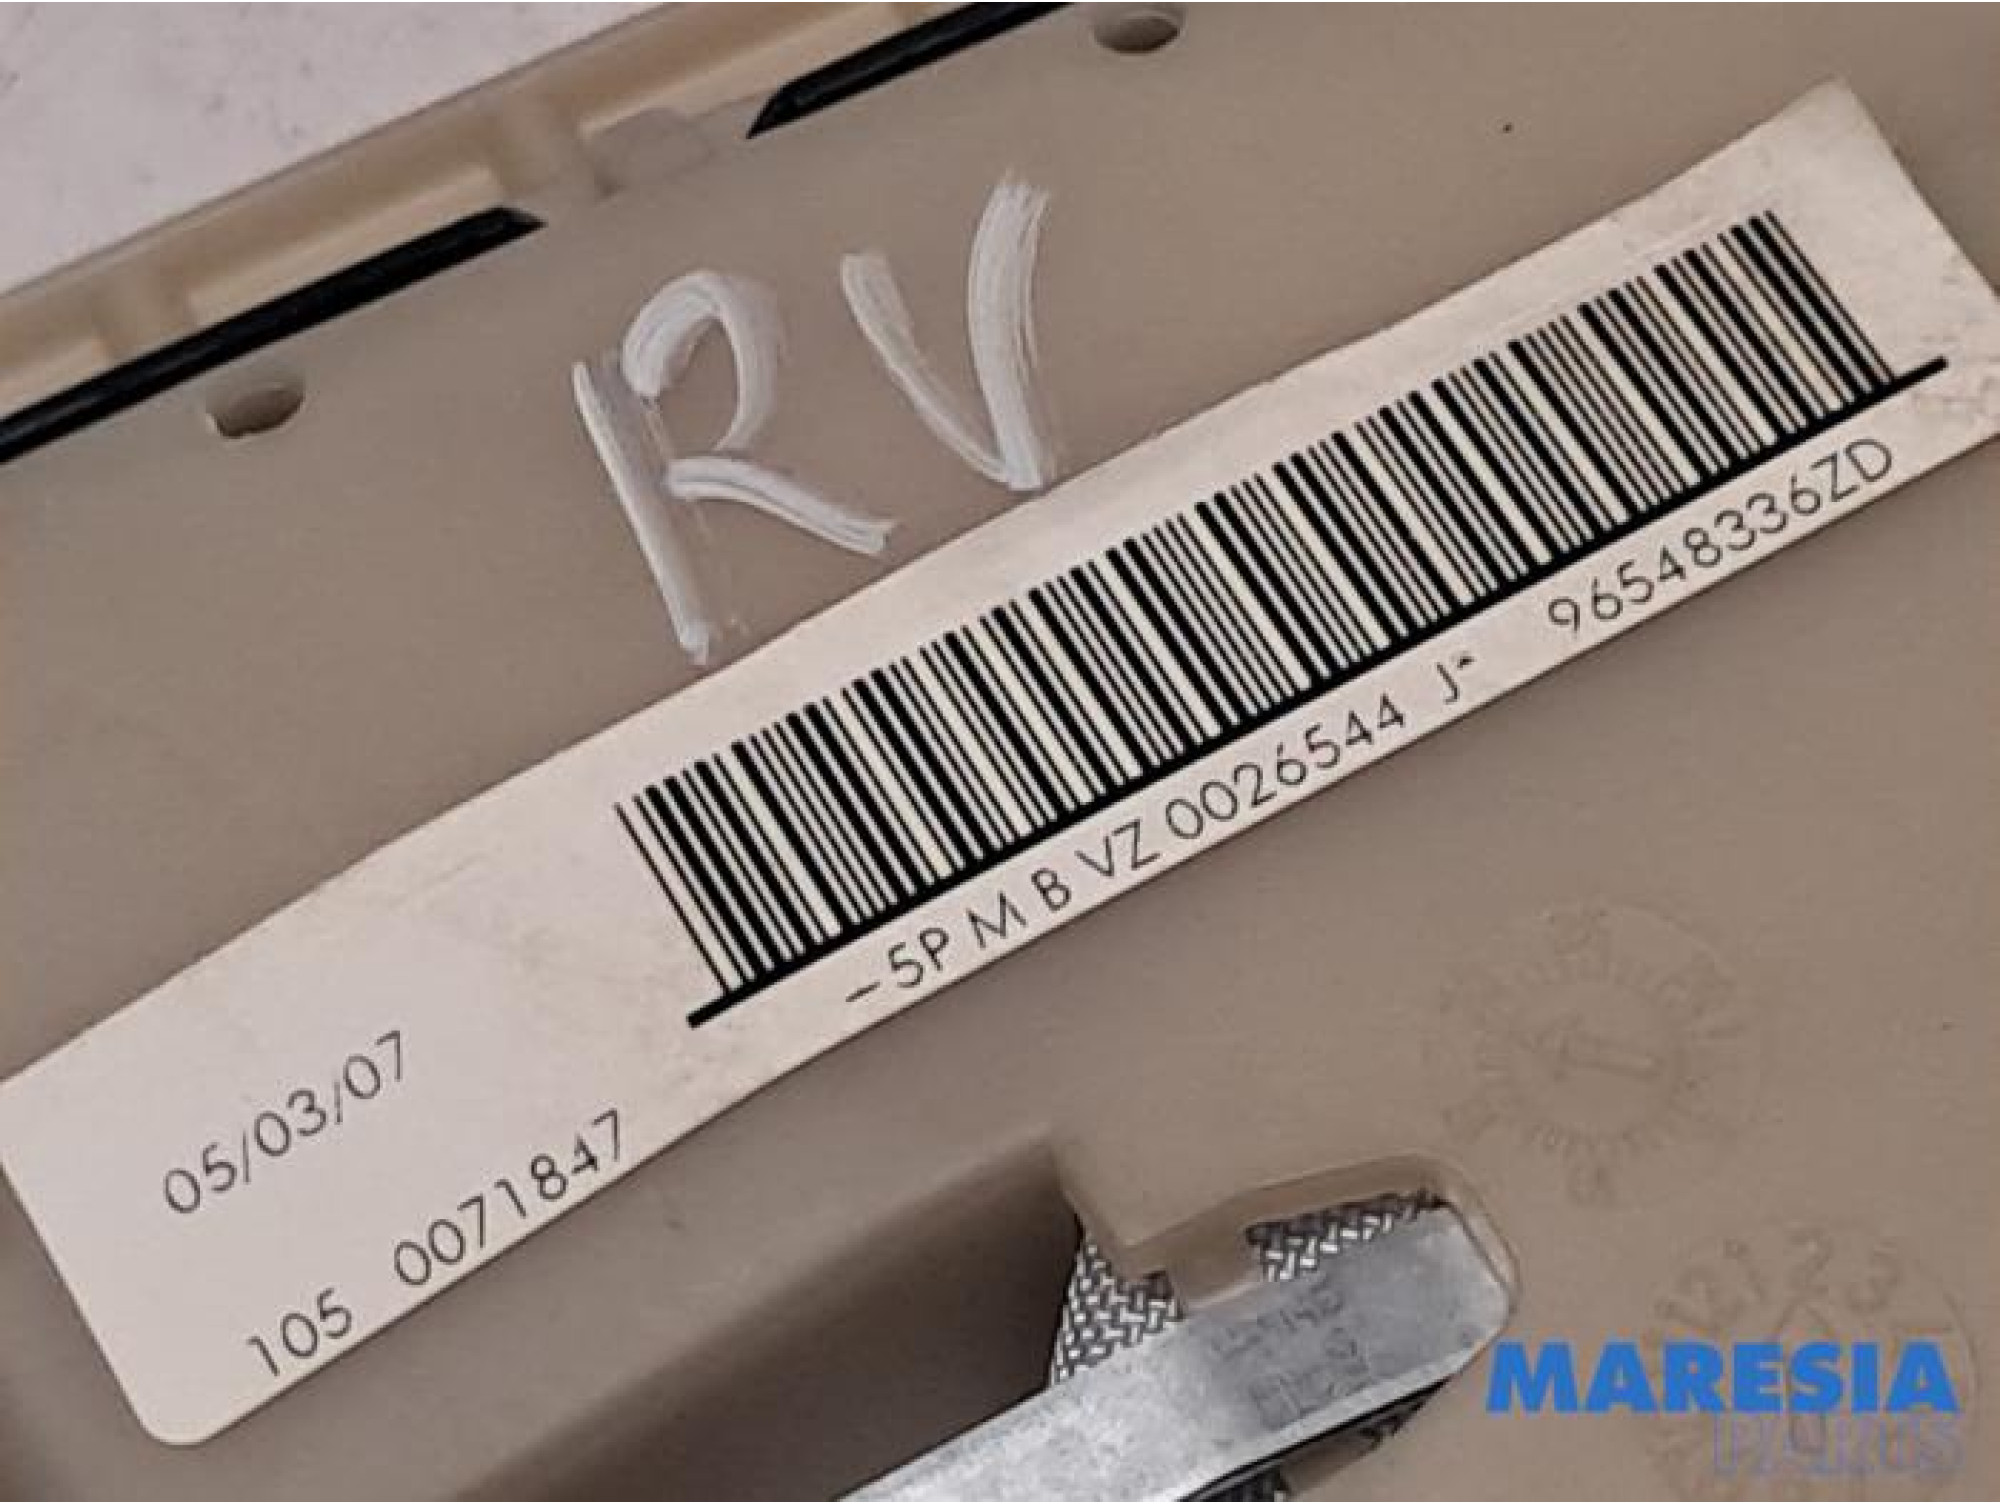 RV
-5P M B VZ 0026544 J- 96548336ZD
05/03/07
105 0071847
MARESIA
PARTS